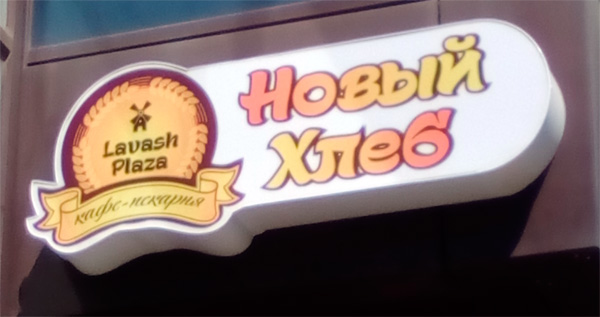 Lavash
Plaza
кафе-пекарня
Новый
Хлеб